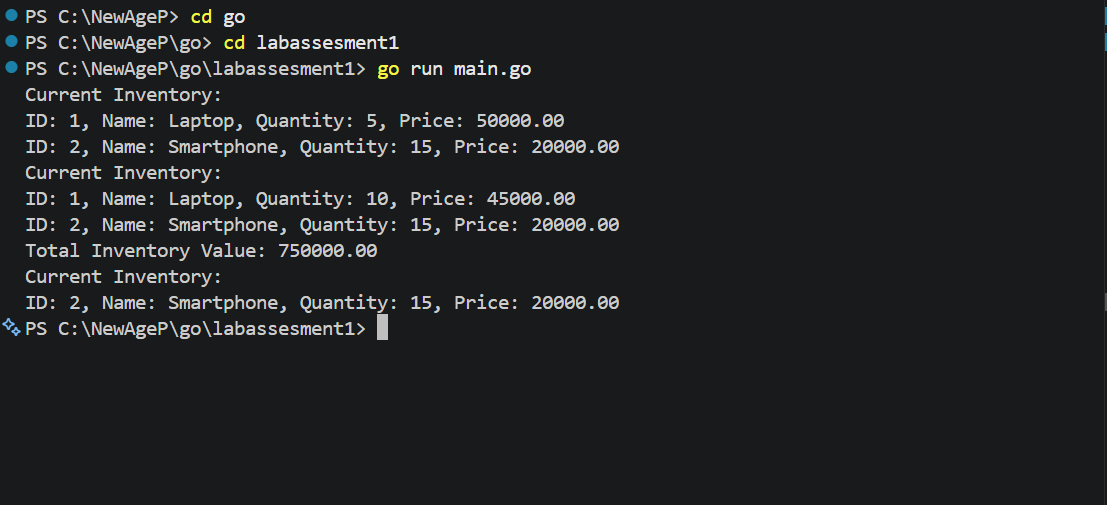 PS C:\NewAgeP> cd go
PS C:\NewAgeP\go> cd labassesment1
PS C:\NewAgeP\go\labassesment1> go run main.go
Current Inventory:
ID: 1, Name: Laptop, Quantity: 5, Price: 50000.00
ID: 2, Name: Smartphone, Quantity: 15, Price: 20000.00
Current Inventory:
ID: 1, Name: Laptop, Quantity: 10, Price: 45000.00
ID: 2, Name: Smartphone, Quantity: 15, Price: 20000.00
Total Inventory Value: 750000.00
Current Inventory:
ID: 2, Name: Smartphone, Quantity: 15, Price: 20000.00
PS C:\NewAgeP\go\labassesment1>